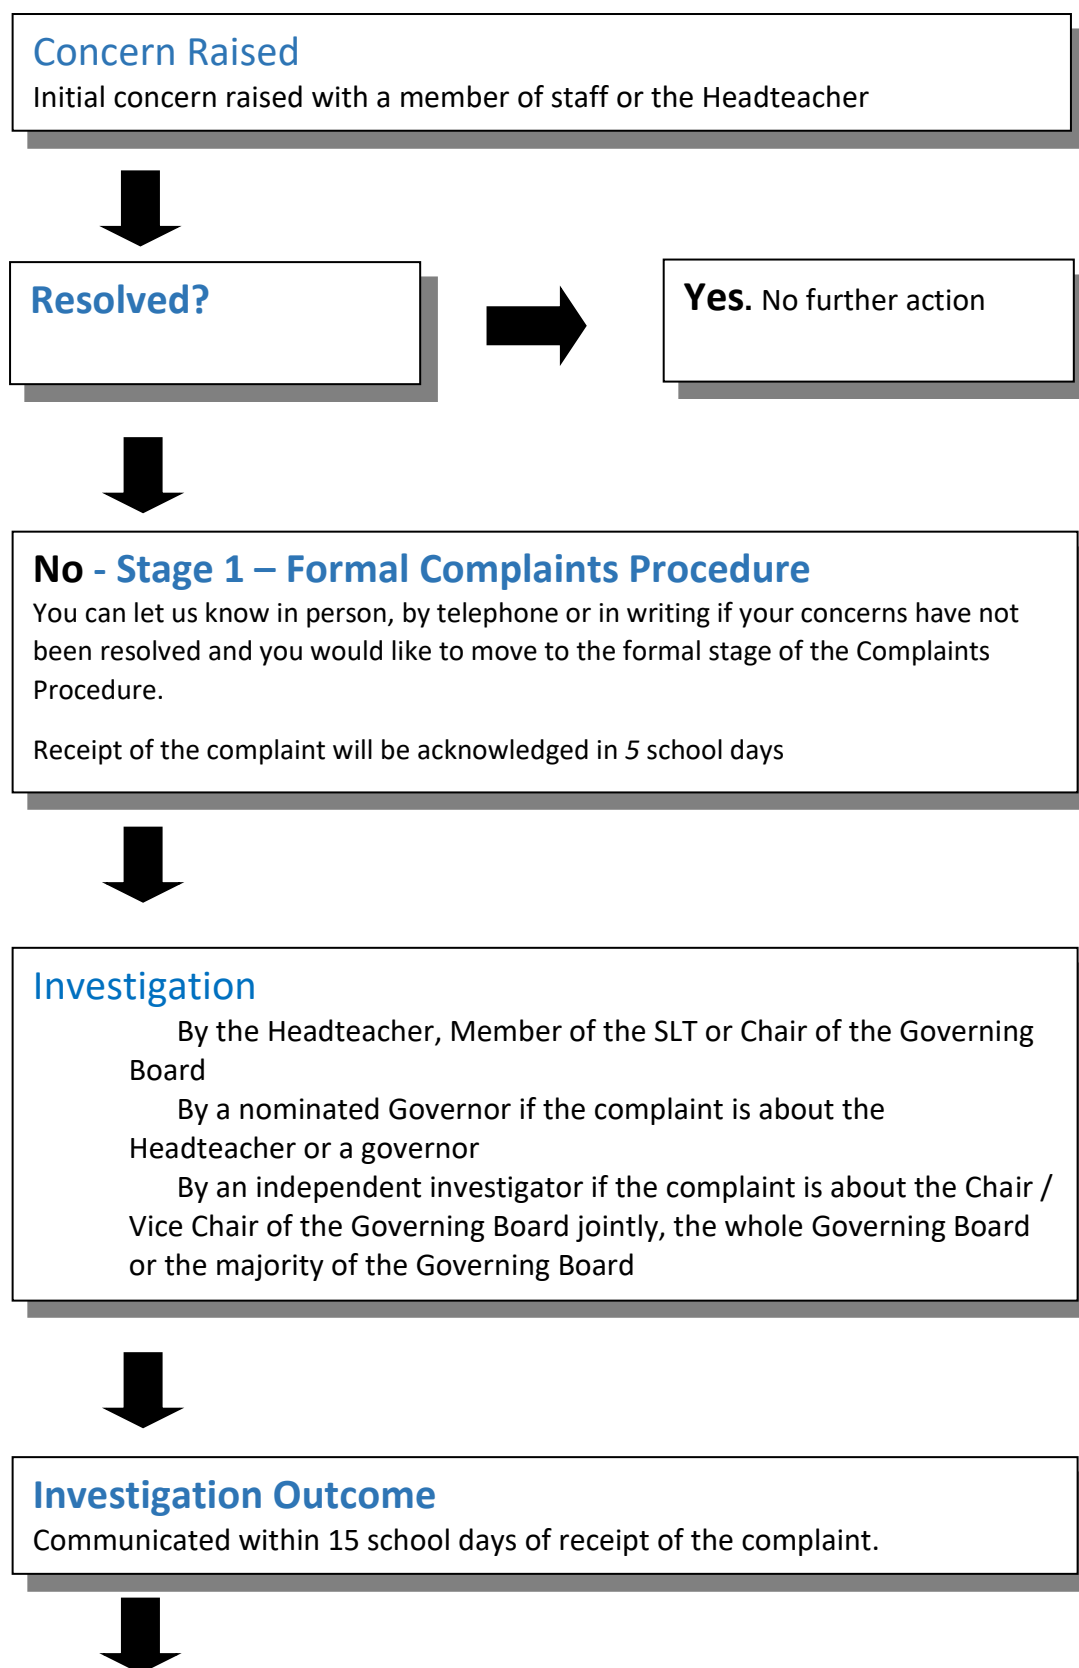 Concern Raised
Initial concern raised with a member of staff or the Headteacher
Resolved?
Yes. No further action
No - Stage 1 – Formal Complaints Procedure
You can let us know in person, by telephone or in writing if your concerns have not
been resolved and you would like to move to the formal stage of the Complaints
Procedure.
Receipt of the complaint will be acknowledged in 5 school days
Investigation
By the Headteacher, Member of the SLT or Chair of the Governing
Board
By a nominated Governor if the complaint is about the
Headteacher or a governor
By an independent investigator if the complaint is about the Chair /
Vice Chair of the Governing Board jointly, the whole Governing Board
or the majority of the Governing Board
Investigation Outcome
Communicated within 15 school days of receipt of the complaint.